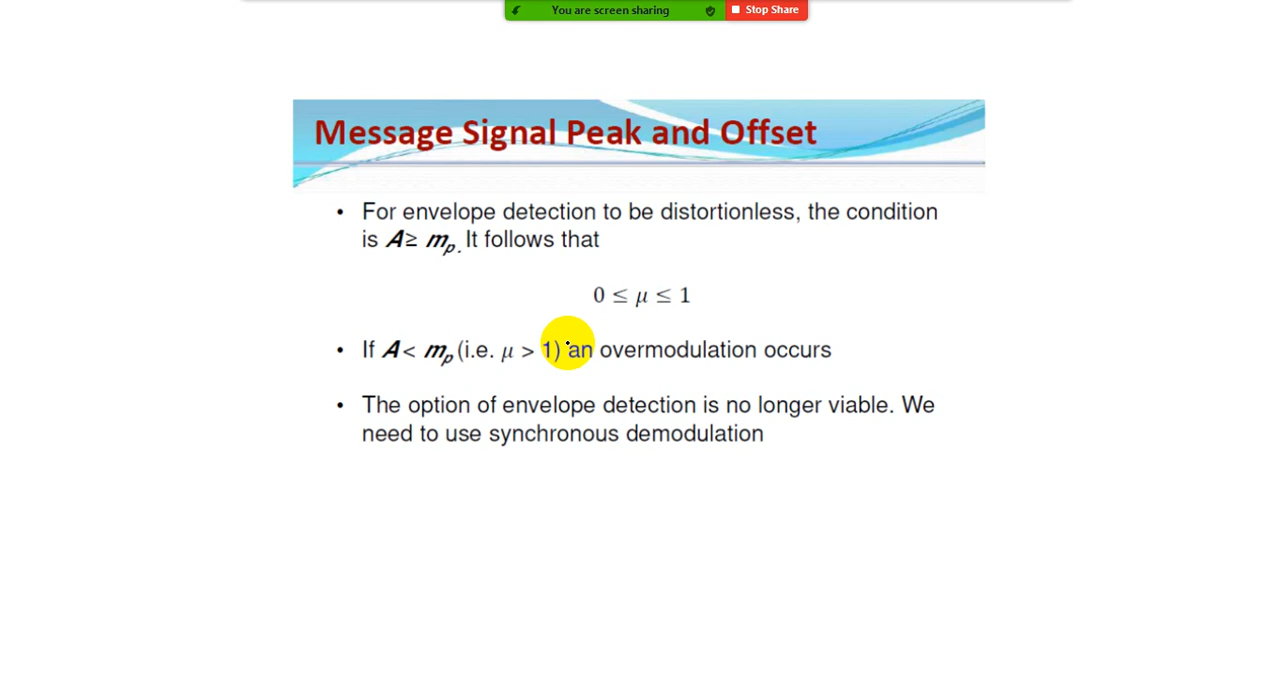 You are screen sharing Stop Share
Message Signal Peak and Offset
• For envelope detection to be distortionless, the condition
is A≥ mp. It follows that
0 ≤ μ ≤ 1
• If A< mp (i.e. μ > 1) an overmodulation occurs
• The option of envelope detection is no longer viable. We
need to use synchronous demodulation